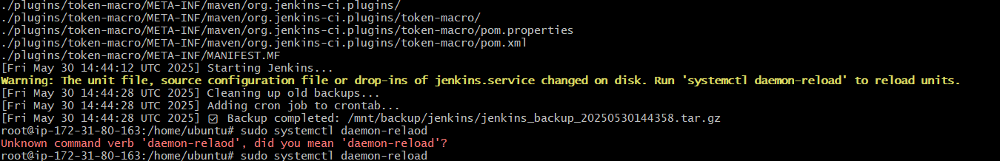 ./plugins/token-macro/META-INF/maven/org.jenkins-ci.plugins/
./plugins/token-macro/META-INF/maven/org.jenkins-ci.plugins/token-macro/
./plugins/token-macro/META-INF/maven/org.jenkins-ci.plugins/token-macro/pom.properties
./plugins/token-macro/META-INF/maven/org.jenkins-ci.plugins/token-macro/pom.xml
./plugins/token-macro/META-INF/MANIFEST.MF
[Fri May 30 14:44:12 UTC 2025] Starting Jenkins...
Warning: The unit file, source configuration file or drop-ins of jenkins.service changed on disk. Run 'systemctl daemon-reload' to reload units.
[Fri May 30 14:44:28 UTC 2025] Cleaning up old backups...
[Fri May 30 14:44:28 UTC 2025] Adding cron job to crontab...
[Fri May 30 14:44:28 UTC 2025] ☑ Backup completed: /mnt/backup/jenkins/jenkins_backup_20250530144358.tar.gz
root@ip-172-31-80-163:/home/ubuntu# sudo systemctl daemon-relaod
Unknown command verb 'daemon-relaod', did you mean 'daemon-reload'?
root@ip-172-31-80-163:/home/ubuntu# sudo systemctl daemon-reload